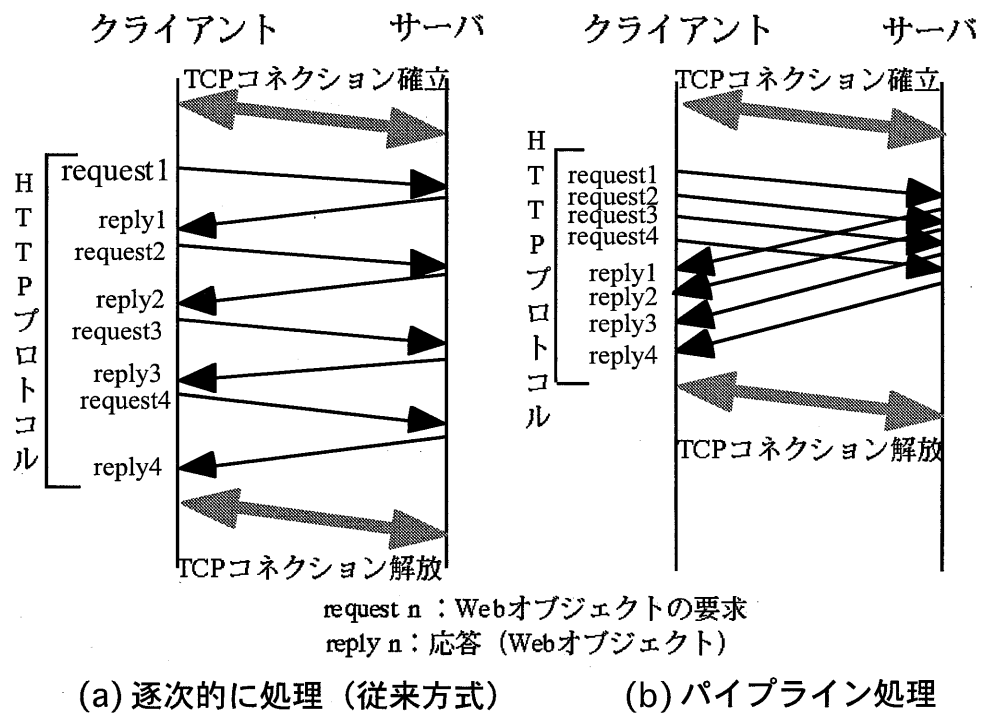 クライアント
サーバ
TCPコネクション確立
HTTPプロトコル
request1
reply1
request2
reply2
request3
reply3
request4
reply4
TCPコネクション解放
クライアント
サーバ
TCPコネクション確立
HTTPプロトコル
request1
request2
request3
request4
reply1
reply2
reply3
reply4
TCPコネクション解放
request n ：Webオブジェクトの要求
reply n：応答（Webオブジェクト）
(a) 逐次的に処理（従来方式）
(b) パイプライン処理